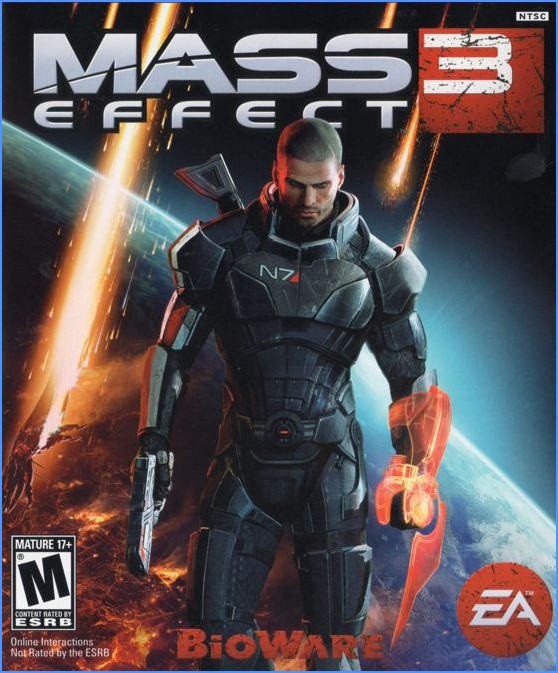 NTSC
MASS
EFFECT
3
N7
MATURE 17+
M
®
CONTENT RATED BY
ESRB
Online Interactions
Not Rated by the ESRB
BIOWARE
EA